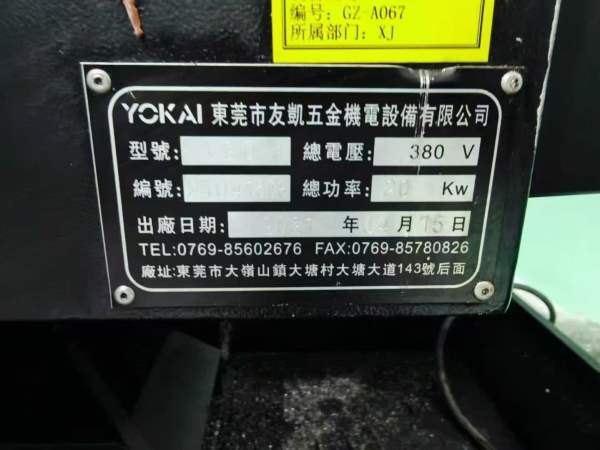 编号: GZ-A067
所属部门: XJ
YOKAI 東莞市友凱五金機電設備有限公司
型號: 總電壓: 380 V
編號: 總功率: 20 Kw
出廠日期: 年 月 15 日
TEL:0769-85602676 FAX:0769-85780826
廠址:東莞市大嶺山鎮大塘村大塘大道143號后面